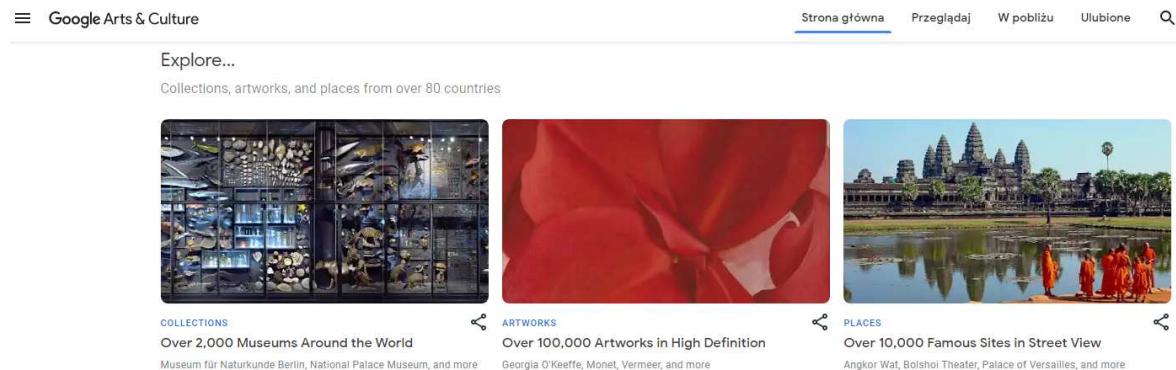 Google Arts & Culture
Strona główna Przeglądaj W pobliżu Ulubione
Explore...
Collections, artworks, and places from over 80 countries
COLLECTIONS
Over 2,000 Museums Around the World
Museum für Naturkunde Berlin, National Palace Museum, and more
ARTWORKS
Over 100,000 Artworks in High Definition
Georgia O'Keeffe, Monet, Vermeer, and more
PLACES
Over 10,000 Famous Sites in Street View
Angkor Wat, Bolshoi Theater, Palace of Versailles, and more